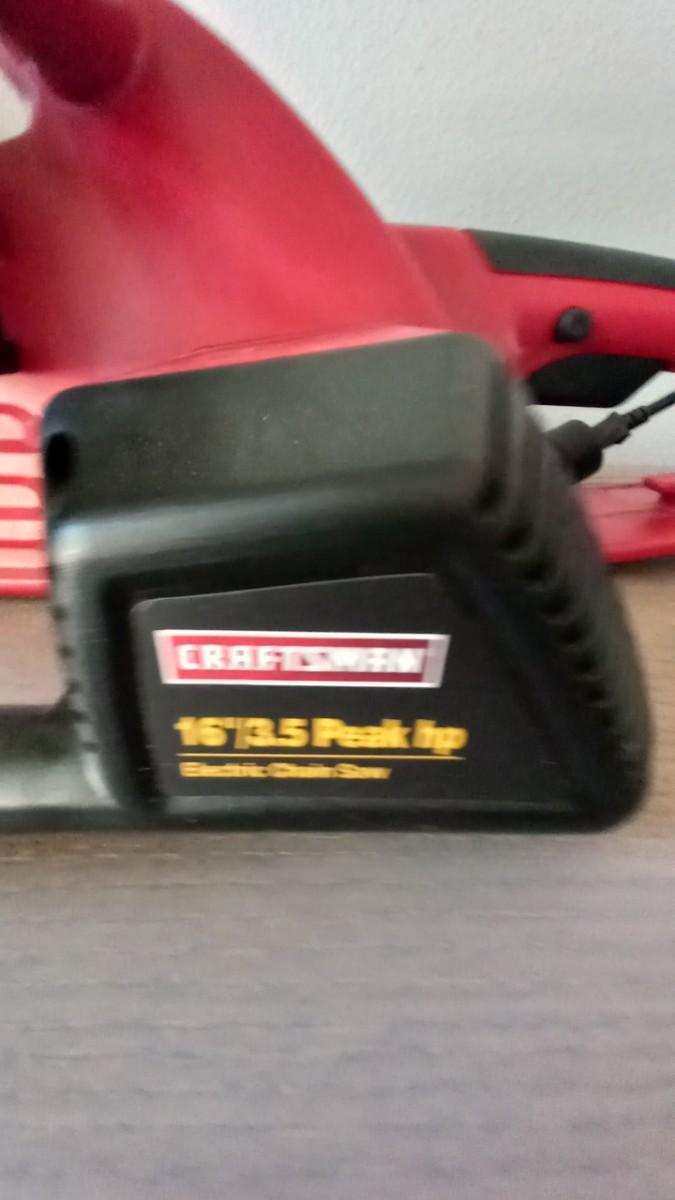 CRAFTSMAN
16"/3.5 Peak hp
Electric Chain Saw